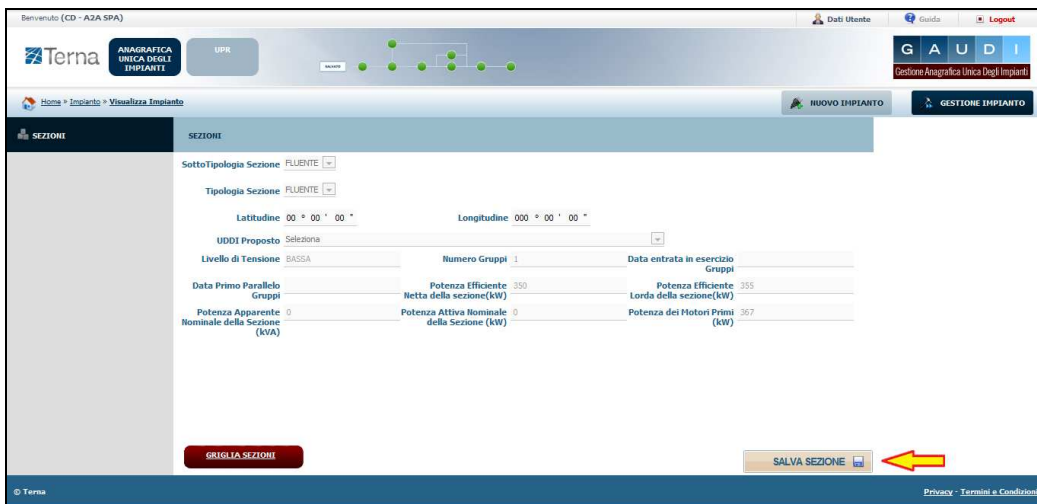 Benvenuto (CD - A2A SPA) Dati Utente Guida Logout
Terna ANAGRAFICA UNICA DEGLI IMPIANTI UPR G A U D I
Gestione Anagrafica Unica Degli Impianti
Home » Impianto » Visualizza Impianto NUOVO IMPIANTO GESTIONE IMPIANTO
SEZIONI SEZIONI
SottoTipologia Sezione FLUENTE
Tipologia Sezione FLUENTE
Latitudine 00 ° 00 ' 00 " Longitudine 000 ° 00 ' 00 "
UDDI Proposto Seleziona
Livello di Tensione BASSA Numero Gruppi 1 Data entrata in esercizio Gruppi
Data Primo Parallelo Gruppi Potenza Efficiente Netta della sezione(kW) 350 Potenza Efficiente Lorda della sezione(kW) 355
Potenza Apparente Nominale della Sezione (kVA) 0 Potenza Attiva Nominale della Sezione (kW) 0 Potenza dei Motori Primi (kW) 367
GRIGLIA SEZIONI SALVA SEZIONE
© Terna Privacy - Termini e Condizioni